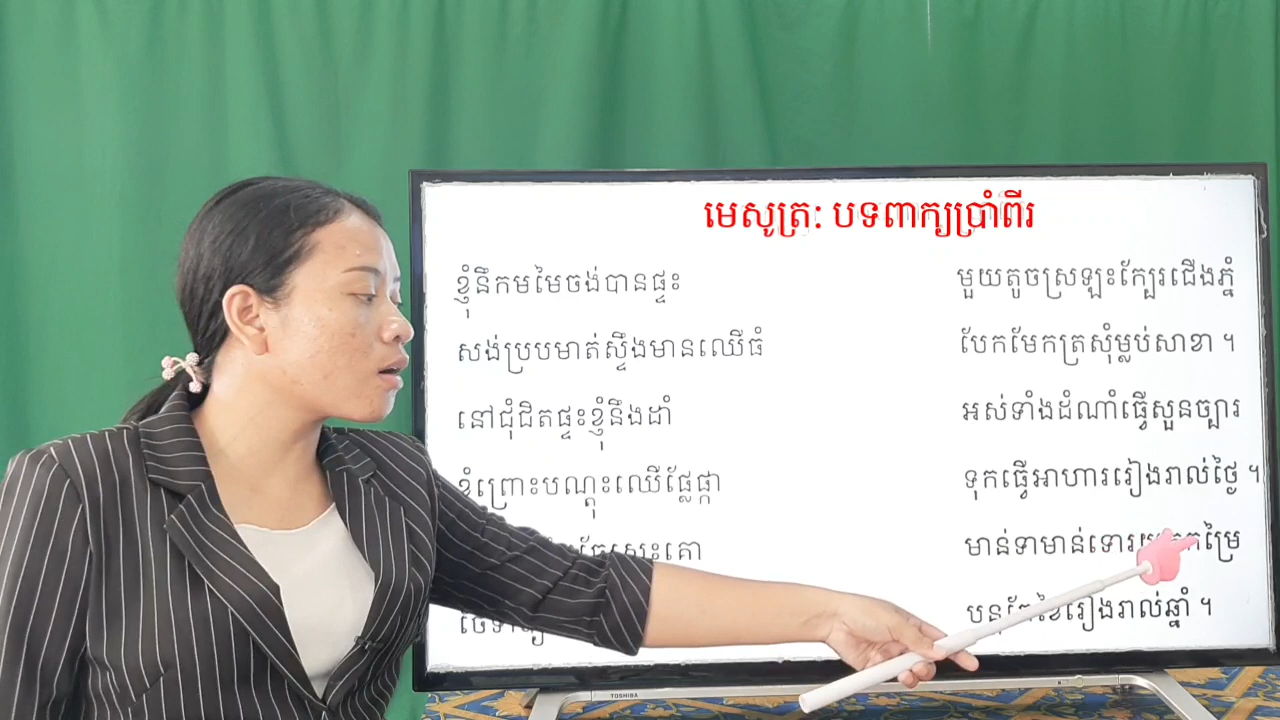 មេសូត្រ: បទពាក្យប្រាំពីរ
ខ្ញុំនឹកមមៃចង់បានផ្ទះ មួយតូចស្រឡះក្បែរជើងភ្នំ
សង់ប្របមាត់ស្ទឹងមានឈើធំ បែកមែកត្រសុំម្លប់សាខា ។
នៅជុំជិតផ្ទះខ្ញុំនឹងដាំ អស់ទាំងដំណាំធ្វើសួនច្បារ
ខ្ញុំព្រោះបណ្ដុះឈើផ្លែផ្កា ទុកធ្វើអាហាររៀងរាល់ថ្ងៃ ។
គោ មាន់ទាមាន់ទោរ
រៀងរាល់ឆ្នាំ ។
TOSHIBA